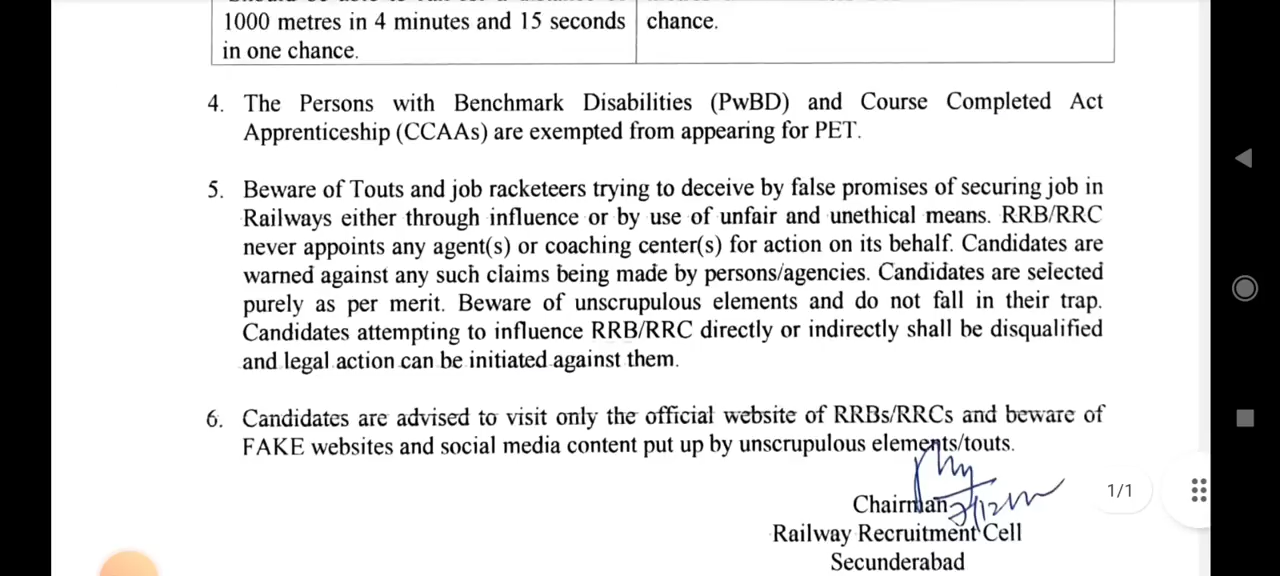 1000 metres in 4 minutes and 15 seconds
in one chance.
chance.
4. The Persons with Benchmark Disabilities (PwBD) and Course Completed Act
Apprenticeship (CCAAs) are exempted from appearing for PET.
5. Beware of Touts and job racketeers trying to deceive by false promises of securing job in
Railways either through influence or by use of unfair and unethical means. RRB/RRC
never appoints any agent(s) or coaching center(s) for action on its behalf. Candidates are
warned against any such claims being made by persons/agencies. Candidates are selected
purely as per merit. Beware of unscrupulous elements and do not fall in their trap.
Candidates attempting to influence RRB/RRC directly or indirectly shall be disqualified
and legal action can be initiated against them.
6. Candidates are advised to visit only the official website of RRBs/RRCs and beware of
FAKE websites and social media content put up by unscrupulous elements/touts.
Chairman
Railway Recruitment Cell
Secunderabad
1/1